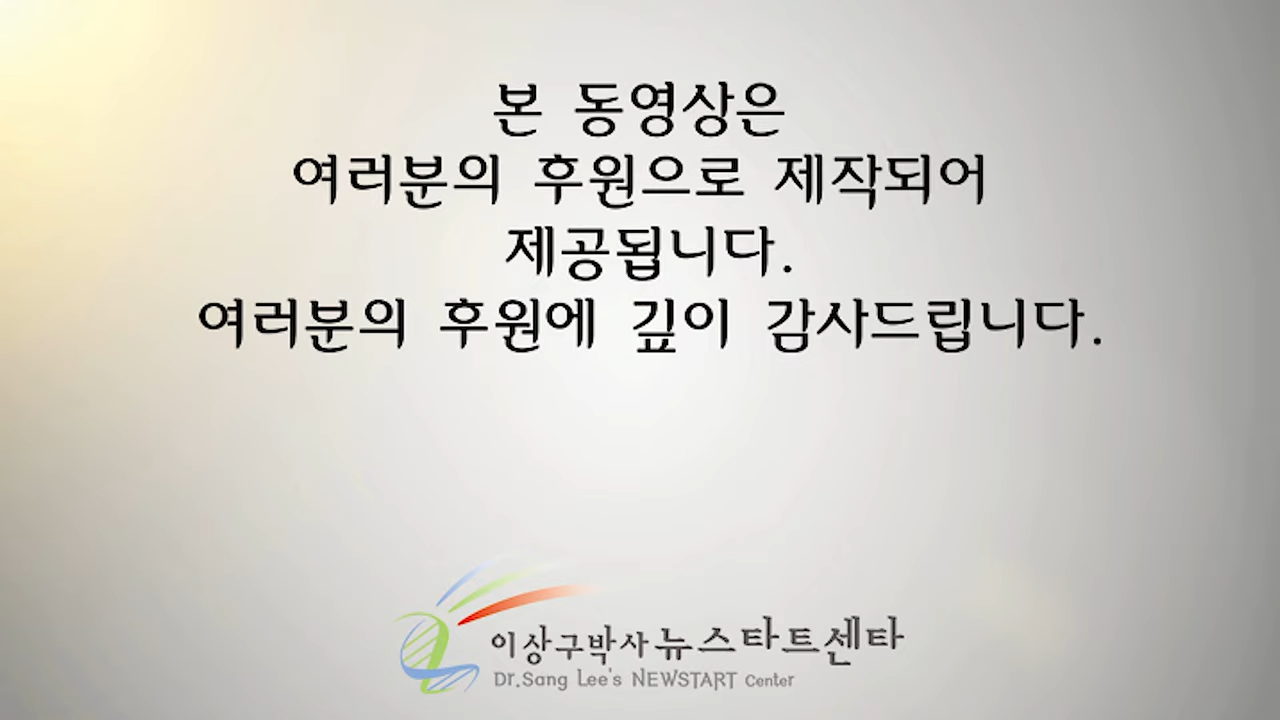 본 동영상은
여러분의 후원으로 제작되어
제공됩니다.
여러분의 후원에 깊이 감사드립니다.
이상구박사 뉴스타트센타
Dr.Sang Lee's NEWSTART Center